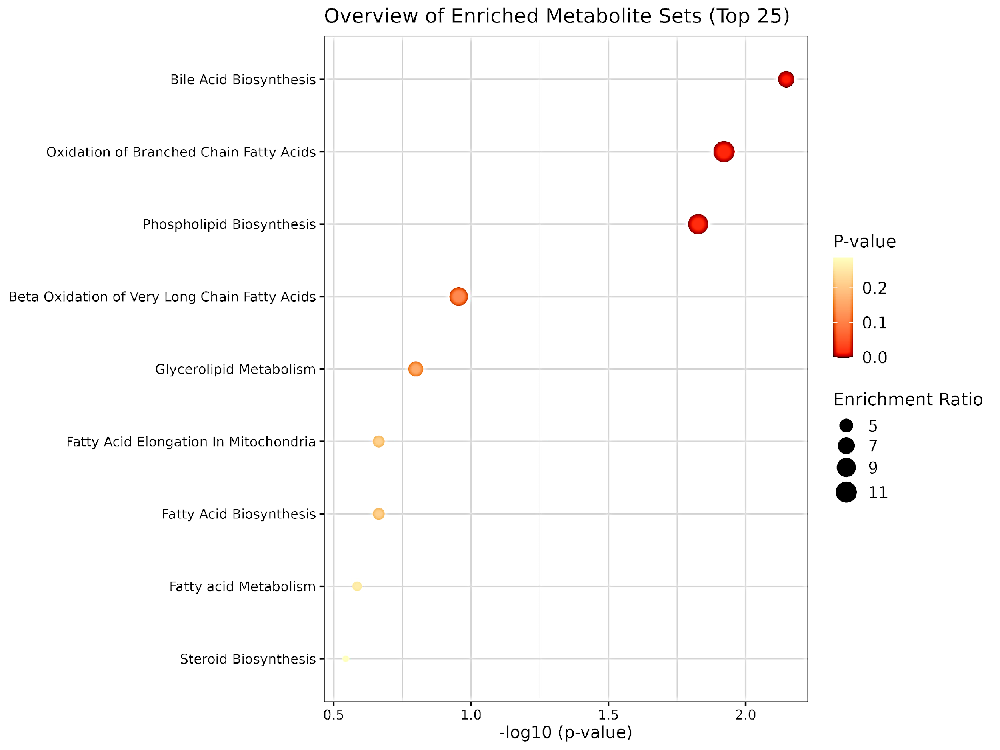 Overview of Enriched Metabolite Sets (Top 25)
Bile Acid Biosynthesis
Oxidation of Branched Chain Fatty Acids
Phospholipid Biosynthesis
Beta Oxidation of Very Long Chain Fatty Acids
Glycerolipid Metabolism
Fatty Acid Elongation In Mitochondria
Fatty Acid Biosynthesis
Fatty acid Metabolism
Steroid Biosynthesis
0.5 1.0 1.5 2.0
-log10 (p-value)
P-value
0.2
0.1
0.0
Enrichment Ratio
5
7
9
11